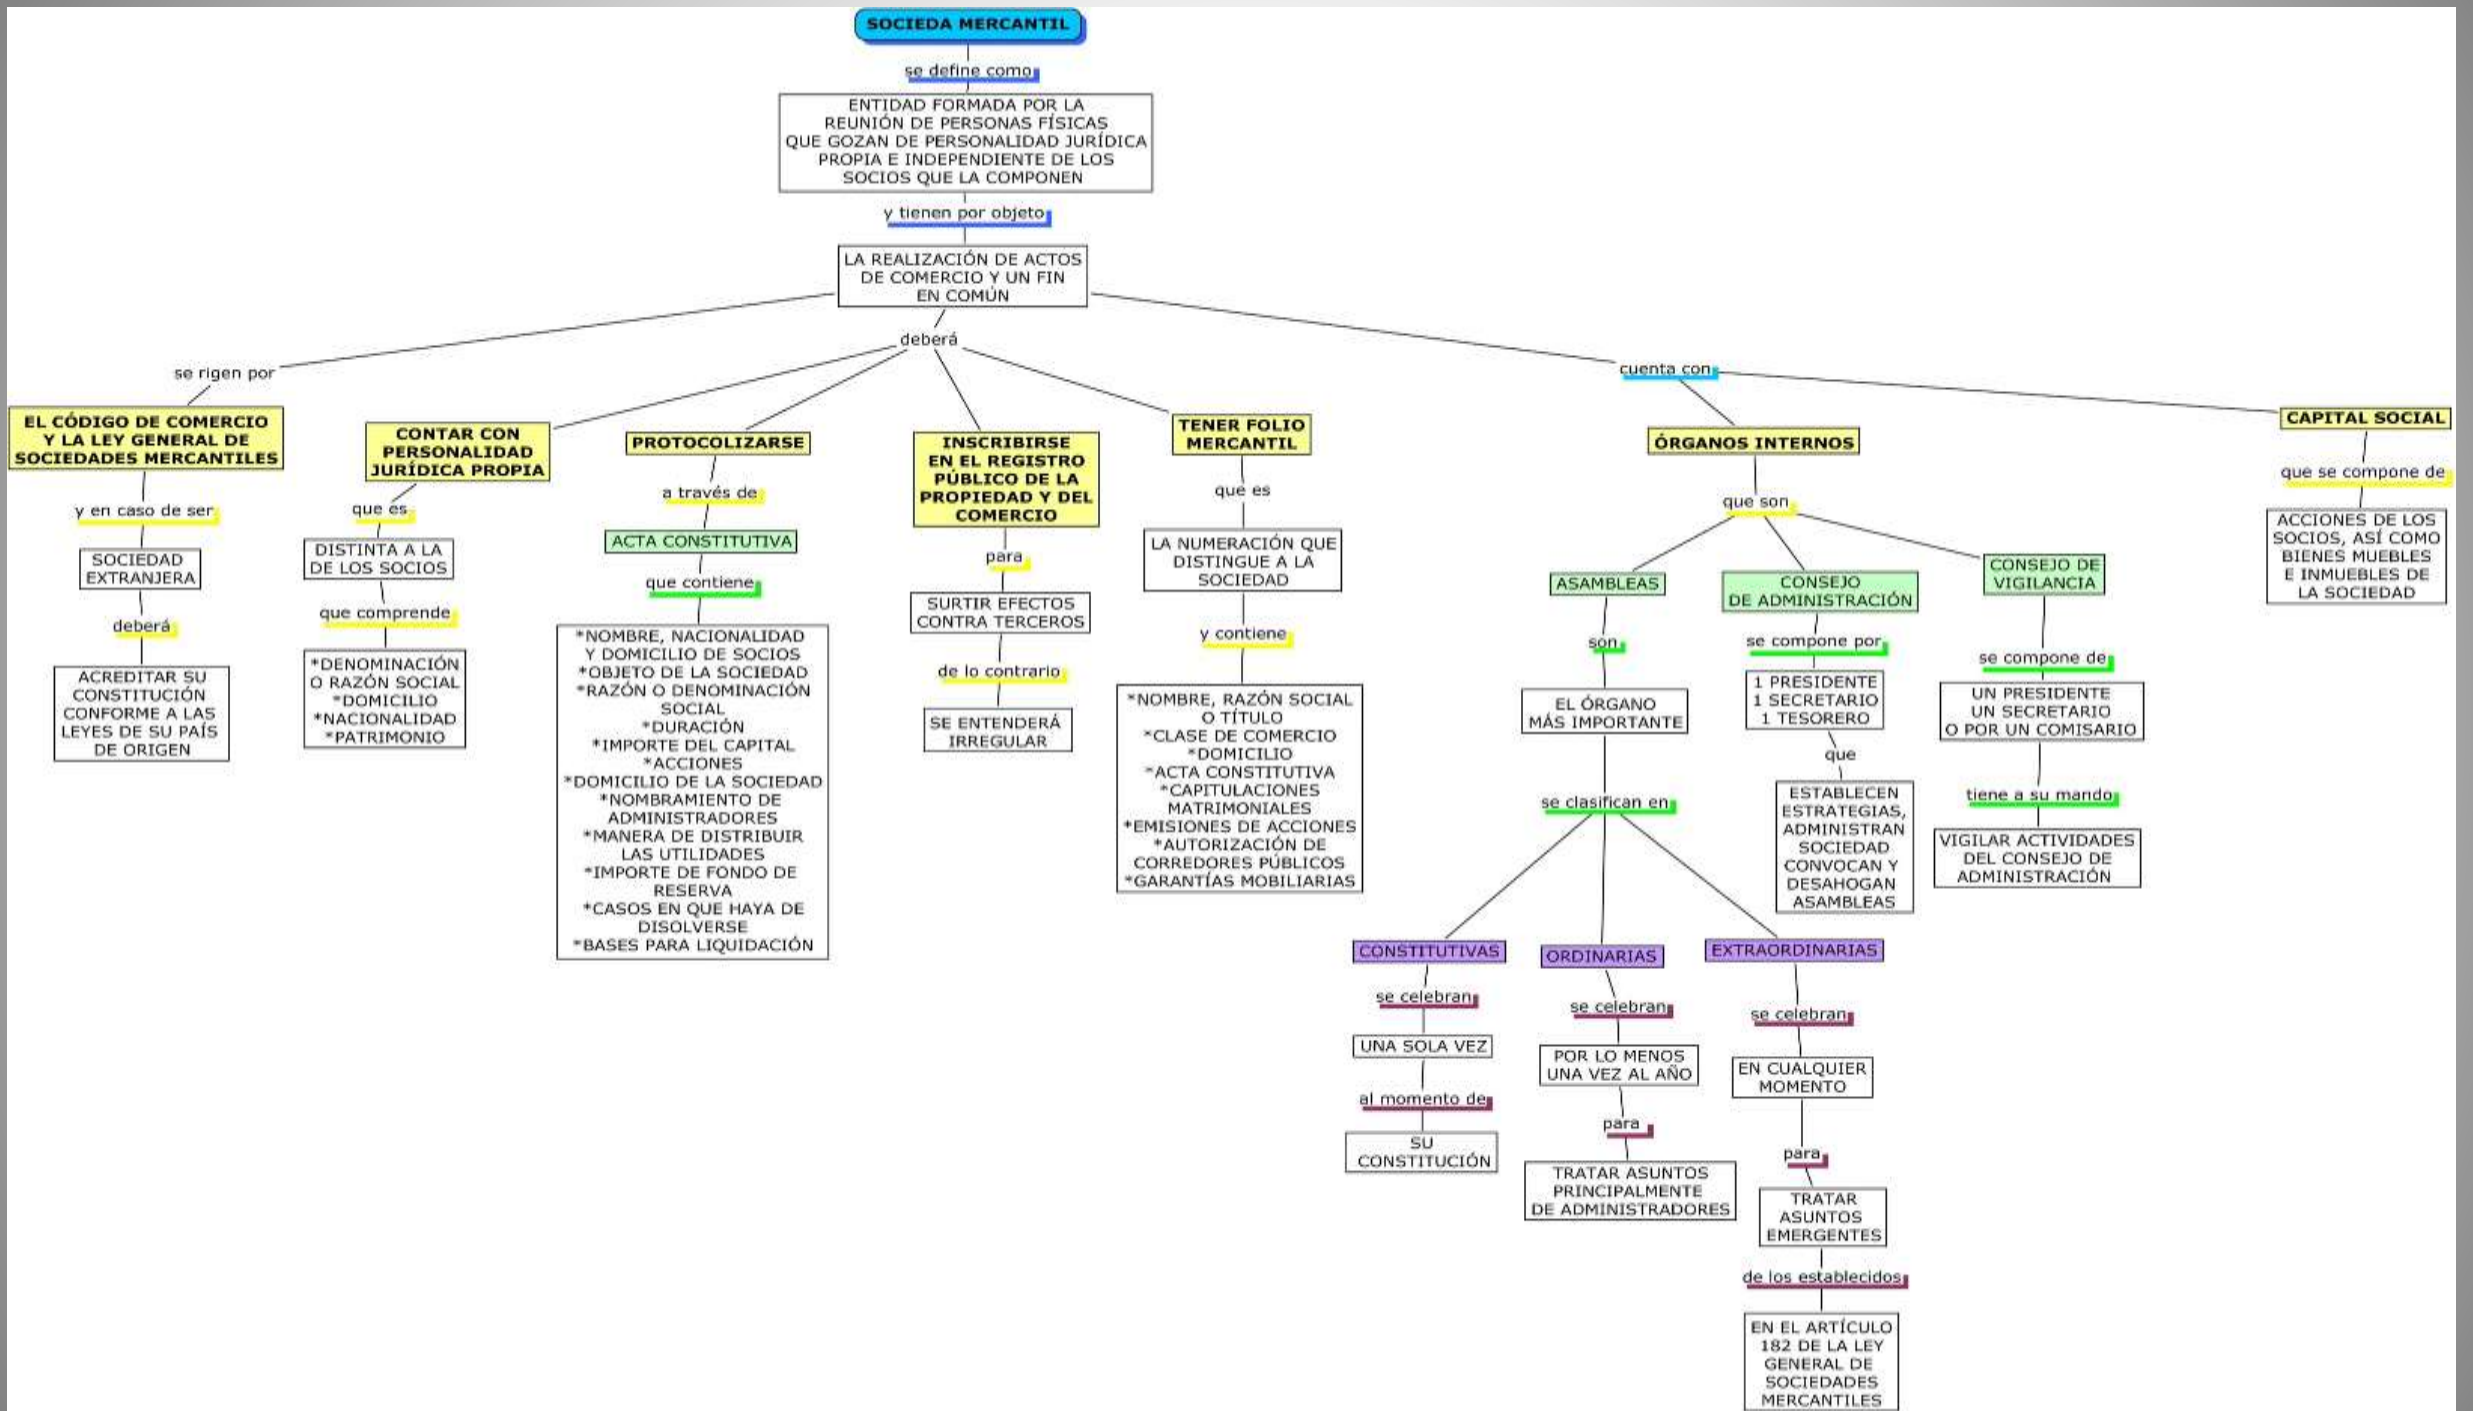 SOCIEDA MERCANTIL
se define como
ENTIDAD FORMADA POR LA
REUNIÓN DE PERSONAS FÍSICAS
QUE GOZAN DE PERSONALIDAD JURÍDICA
PROPIA E INDEPENDIENTE DE LOS
SOCIOS QUE LA COMPONEN
y tienen por objeto
LA REALIZACIÓN DE ACTOS
DE COMERCIO Y UN FIN
EN COMÚN
se rigen por
EL CÓDIGO DE COMERCIO
Y LA LEY GENERAL DE
SOCIEDADES MERCANTILES
y en caso de ser
SOCIEDAD
EXTRANJERA
deberá
ACREDITAR SU
CONSTITUCIÓN
CONFORME A LAS
LEYES DE SU PAÍS
DE ORIGEN
deberá
CONTAR CON
PERSONALIDAD
JURÍDICA PROPIA
que es
DISTINTA A LA
DE LOS SOCIOS
que comprende
*DENOMINACIÓN
O RAZÓN SOCIAL
*DOMICILIO
*NACIONALIDAD
*PATRIMONIO
PROTOCOLIZARSE
a través de
ACTA CONSTITUTIVA
que contiene
*NOMBRE, NACIONALIDAD
Y DOMICILIO DE SOCIOS
*OBJETO DE LA SOCIEDAD
*RAZÓN O DENOMINACIÓN
SOCIAL
*DURACIÓN
*IMPORTE DEL CAPITAL
*ACCIONES
*DOMICILIO DE LA SOCIEDAD
*NOMBRAMIENTO DE
ADMINISTRADORES
*MANERA DE DISTRIBUIR
LAS UTILIDADES
*IMPORTE DE FONDO DE
RESERVA
*CASOS EN QUE HAYA DE
DISOLVERSE
*BASES PARA LIQUIDACIÓN
INSCRIBIRSE
EN EL REGISTRO
PÚBLICO DE LA
PROPIEDAD Y DEL
COMERCIO
para
SURTIR EFECTOS
CONTRA TERCEROS
de lo contrario
SE ENTENDERÁ
IRREGULAR
TENER FOLIO
MERCANTIL
que es
LA NUMERACIÓN QUE
DISTINGUE A LA
SOCIEDAD
y contiene
*NOMBRE, RAZÓN SOCIAL
O TÍTULO
*CLASE DE COMERCIO
*DOMICILIO
*ACTA CONSTITUTIVA
*CAPITULACIONES
MATRIMONIALES
*EMISIONES DE ACCIONES
*AUTORIZACIÓN DE
CORREDORES PÚBLICOS
*GARANTÍAS MOBILIARIAS
cuenta con
ÓRGANOS INTERNOS
que son
ASAMBLEAS
son
EL ÓRGANO
MÁS IMPORTANTE
se clasifican en
CONSTITUTIVAS
se celebran
UNA SOLA VEZ
al momento de
SU
CONSTITUCIÓN
ORDINARIAS
se celebran
POR LO MENOS
UNA VEZ AL AÑO
para
TRATAR ASUNTOS
PRINCIPALMENTE
DE ADMINISTRADORES
EXTRAORDINARIAS
se celebran
EN CUALQUIER
MOMENTO
para
TRATAR
ASUNTOS
EMERGENTES
de los establecidos
EN EL ARTÍCULO
182 DE LA LEY
GENERAL DE
SOCIEDADES
MERCANTILES
CONSEJO
DE ADMINISTRACIÓN
se compone por
1 PRESIDENTE
1 SECRETARIO
1 TESORERO
que
ESTABLECEN
ESTRATEGIAS,
ADMINISTRAN
SOCIEDAD
CONVOCAN Y
DESAHOGAN
ASAMBLEAS
CONSEJO DE
VIGILANCIA
se compone de
UN PRESIDENTE
UN SECRETARIO
O POR UN COMISARIO
tiene a su mando
VIGILAR ACTIVIDADES
DEL CONSEJO DE
ADMINISTRACIÓN
CAPITAL SOCIAL
que se compone de
ACCIONES DE LOS
SOCIOS, ASÍ COMO
BIENES MUEBLES
E INMUEBLES DE
LA SOCIEDAD